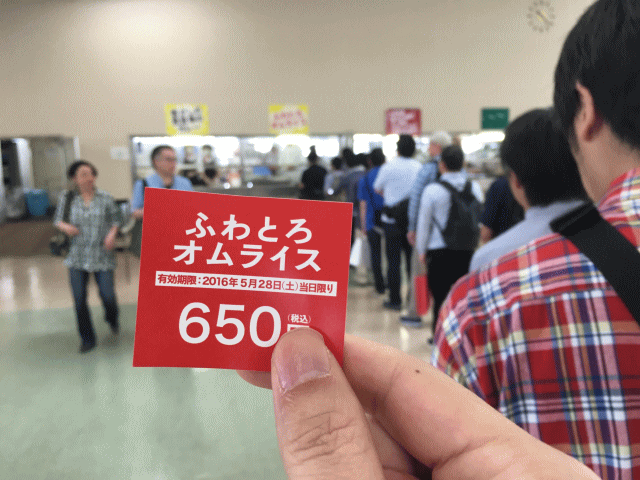 ふわとろ
オムライス
有効期限：2016年5月28日(土)当日限り
(税込)
650